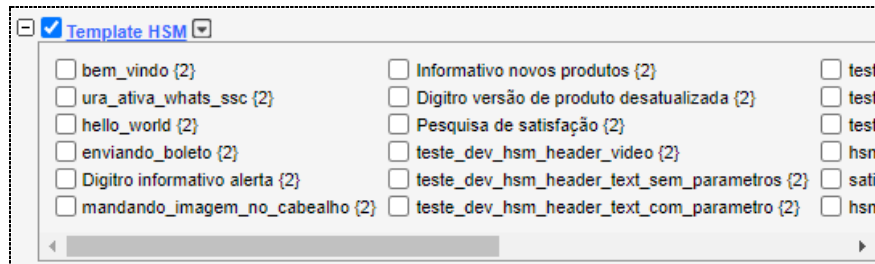 Template HSM
bem_vindo {2}
ura_ativa_whats_ssc {2}
hello_world {2}
enviando_boleto {2}
Digitro informativo alerta {2}
mandando_imagem_no_cabealho {2}
Informativo novos produtos {2}
Digitro versão de produto desatualizada {2}
Pesquisa de satisfação {2}
teste_dev_hsm_header_video {2}
teste_dev_hsm_header_text_sem_parametros {2}
teste_dev_hsm_header_text_com_parametro {2}